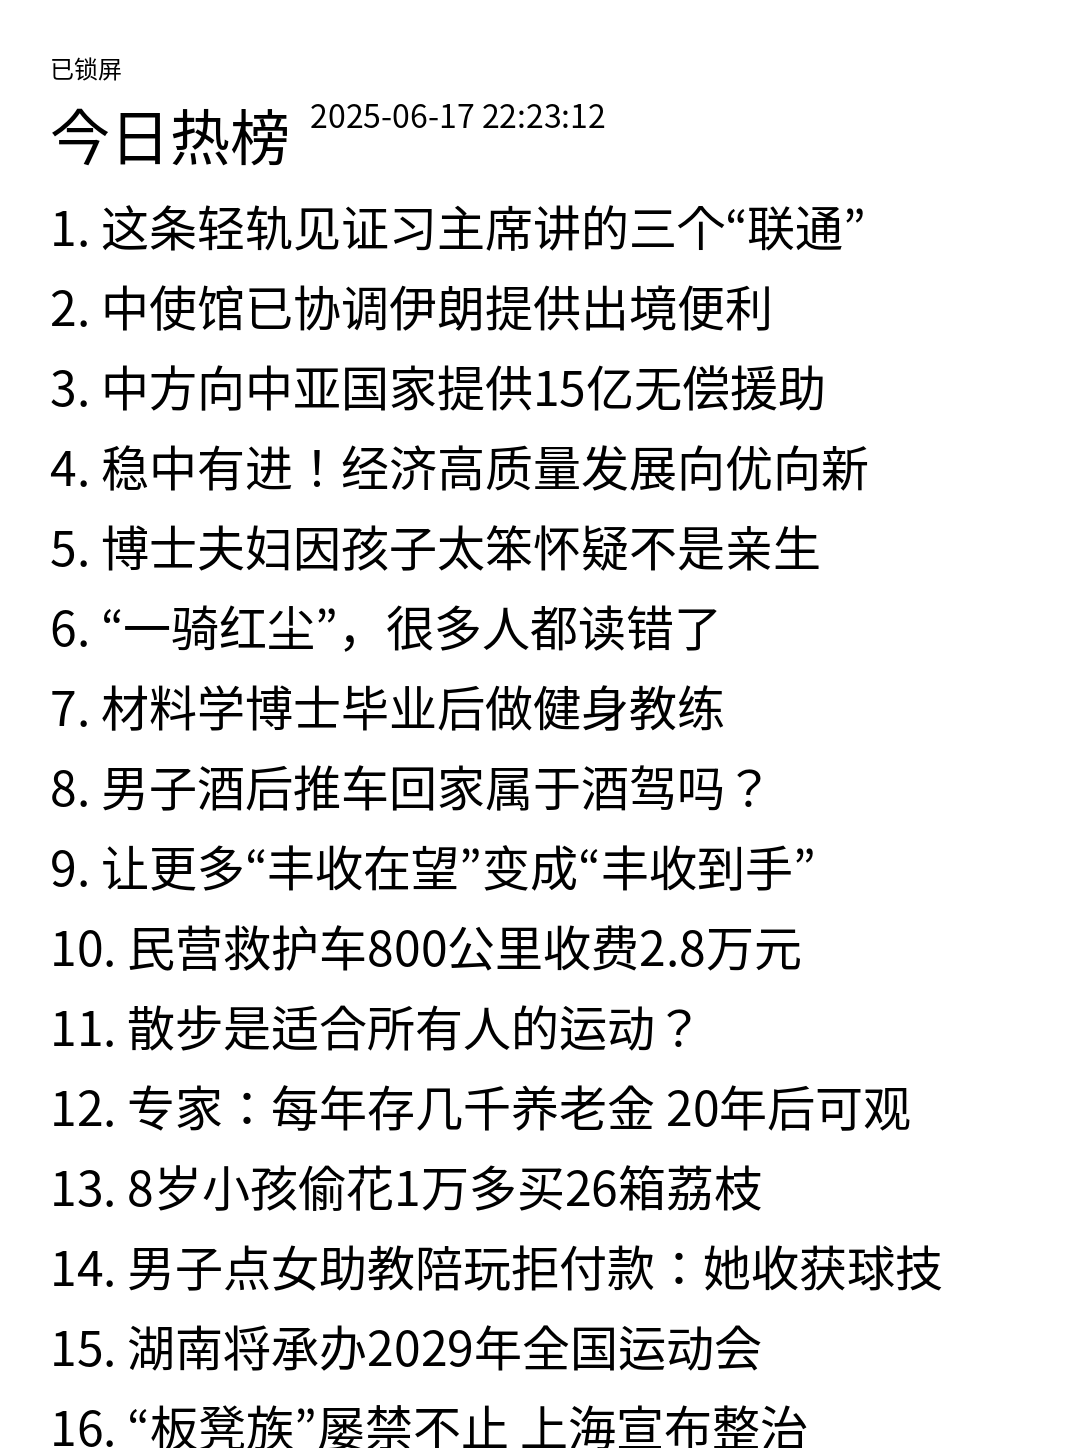 已锁屏
今日热榜 2025-06-17 22:23:12
1. 这条轻轨见证习主席讲的三个“联通”
2. 中使馆已协调伊朗提供出境便利
3. 中方向中亚国家提供15亿无偿援助
4. 稳中有进！经济高质量发展向优向新
5. 博士夫妇因孩子太笨怀疑不是亲生
6. “一骑红尘”，很多人都读错了
7. 材料学博士毕业后做健身教练
8. 男子酒后推车回家属于酒驾吗？
9. 让更多“丰收在望”变成“丰收到手”
10. 民营救护车800公里收费2.8万元
11. 散步是适合所有人的运动？
12. 专家：每年存几千养老金 20年后可观
13. 8岁小孩偷花1万多买26箱荔枝
14. 男子点女助教陪玩拒付款：她收获球技
15. 湖南将承办2029年全国运动会
16. “板凳族”屡禁不止 上海宣布整治